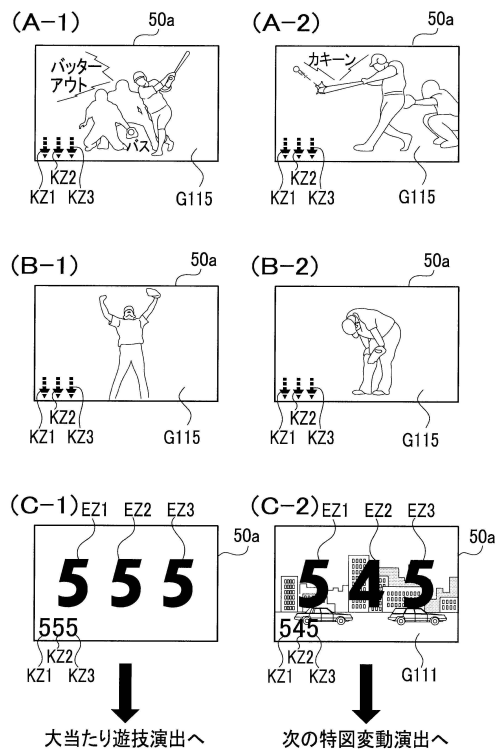 (A-1)
50a
バッター
アウト
バス
KZ1
KZ2
KZ3
G115
(A-2)
50a
カキーン
KZ1
KZ2
KZ3
G115
(B-1)
50a
KZ1
KZ2
KZ3
G115
(B-2)
50a
KZ1
KZ2
KZ3
G115
(C-1)
EZ1
EZ2
EZ3
50a
5 5 5
555
KZ1
KZ2
KZ3
大当たり遊技演出へ
(C-2)
EZ1
EZ2
EZ3
50a
5 4 5
545
KZ1
KZ2
KZ3
G111
次の特図変動演出へ